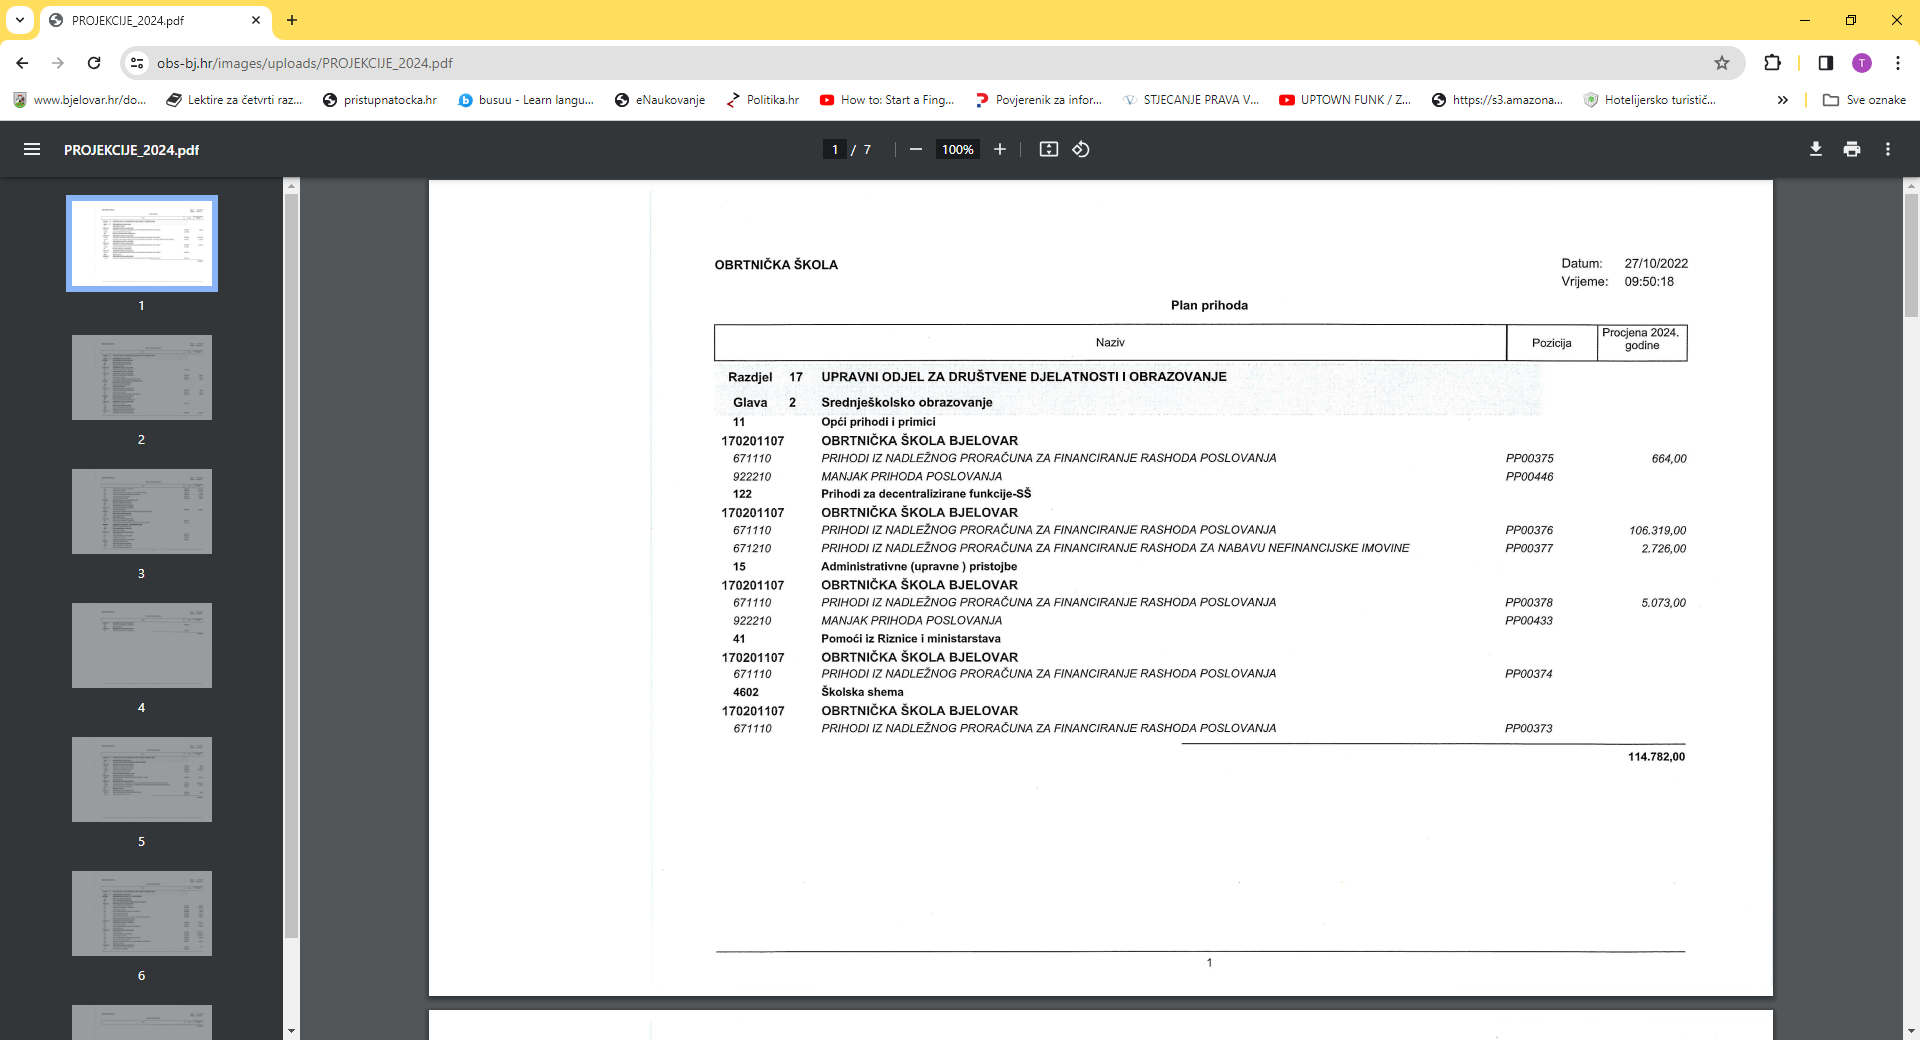 PROJEKCIJE_2024.pdf
obs-bj.hr/images/uploads/PROJEKCIJE_2024.pdf
T
www.bjelovar.hr/do... Lektire za četvrti raz... pristupnatocka.hr busuu - Learn langu... eNaukovanje Politika.hr How to: Start a Fing... Povjerenik za infor... STJECANJE PRAVA V... UPTOWN FUNK / Z... https://s3.amazona... Hotelijersko turistič... Sve oznake
PROJEKCIJE_2024.pdf 1 / 7 100%
1
2
3
4
5
6
OBRTNIČKA ŠKOLA
Datum: 27/10/2022
Vrijeme: 09:50:18
Plan prihoda
Naziv Pozicija Procjena 2024. godine
Razdjel 17 UPRAVNI ODJEL ZA DRUŠTVENE DJELATNOSTI I OBRAZOVANJE
Glava 2 Srednješkolsko obrazovanje
11 Opći prihodi i primici
170201107 OBRTNIČKA ŠKOLA BJELOVAR
671110 PRIHODI IZ NADLEŽNOG PRORAČUNA ZA FINANCIRANJE RASHODA POSLOVANJA PP00375 664,00
922210 MANJAK PRIHODA POSLOVANJA PP00446
122 Prihodi za decentralizirane funkcije-SŠ
170201107 OBRTNIČKA ŠKOLA BJELOVAR
671110 PRIHODI IZ NADLEŽNOG PRORAČUNA ZA FINANCIRANJE RASHODA POSLOVANJA PP00376 106.319,00
671210 PRIHODI IZ NADLEŽNOG PRORAČUNA ZA FINANCIRANJE RASHODA ZA NABAVU NEFINANCIJSKE IMOVINE PP00377 2.726,00
15 Administrativne (upravne ) pristojbe
170201107 OBRTNIČKA ŠKOLA BJELOVAR
671110 PRIHODI IZ NADLEŽNOG PRORAČUNA ZA FINANCIRANJE RASHODA POSLOVANJA PP00378 5.073,00
922210 MANJAK PRIHODA POSLOVANJA PP00433
41 Pomoći iz Riznice i ministarstava
170201107 OBRTNIČKA ŠKOLA BJELOVAR
671110 PRIHODI IZ NADLEŽNOG PRORAČUNA ZA FINANCIRANJE RASHODA POSLOVANJA PP00374
4602 Školska shema
170201107 OBRTNIČKA ŠKOLA BJELOVAR
671110 PRIHODI IZ NADLEŽNOG PRORAČUNA ZA FINANCIRANJE RASHODA POSLOVANJA PP00373
114.782,00
1